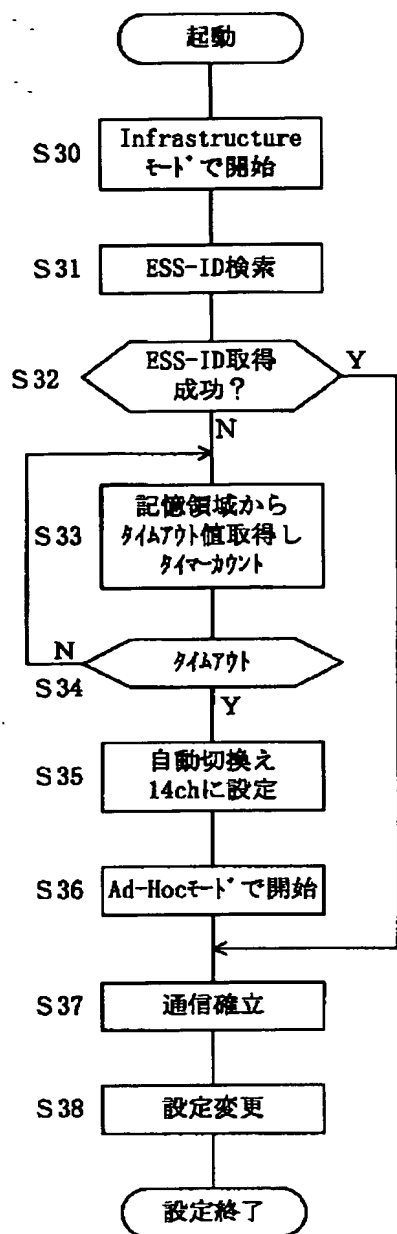 起動
S30
Infrastructure
ﾓｰﾄﾞで開始
S31
ESS-ID検索
S32
ESS-ID取得
成功?
Y
N
S33
記憶領域から
ﾀｲﾑｱｳﾄ値取得し
ﾀｲﾏｰｶｳﾝﾄ
N
S34
ﾀｲﾑｱｳﾄ
Y
S35
自動切換え
14chに設定
S36
Ad-Hocﾓｰﾄﾞで開始
S37
通信確立
S38
設定変更
設定終了